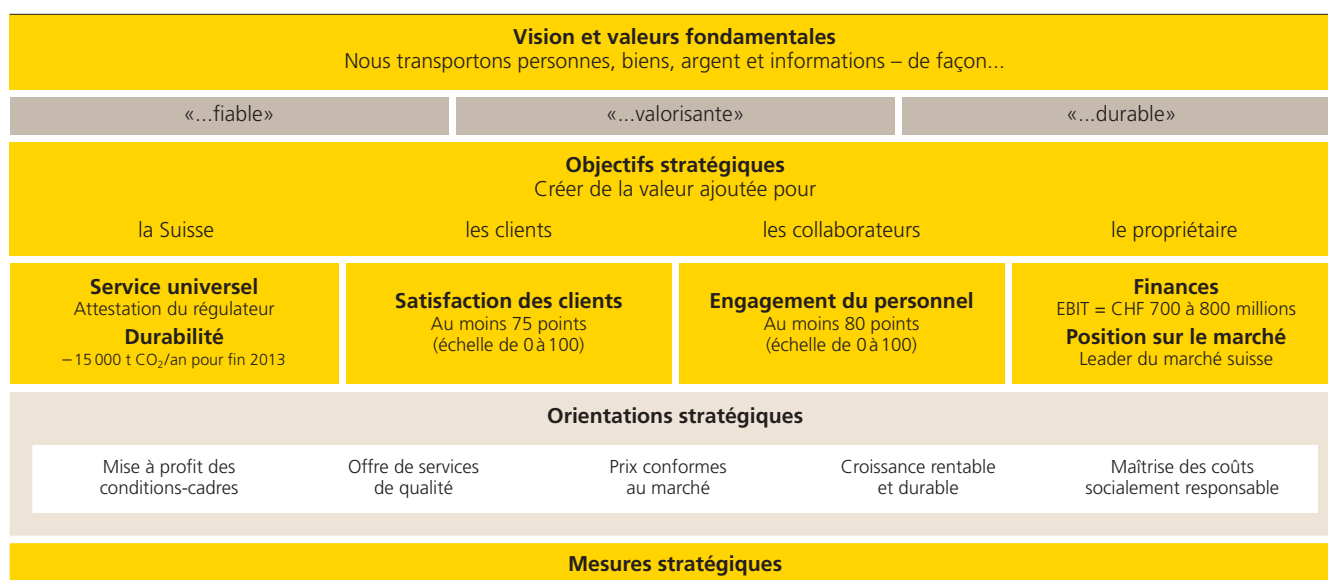 Vision et valeurs fondamentales
Nous transportons personnes, biens, argent et informations – de façon...
«...fiable»
«...valorisante»
«...durable»
Objectifs stratégiques
Créer de la valeur ajoutée pour
la Suisse
les clients
les collaborateurs
le propriétaire
Service universel
Attestation du régulateur
Durabilité
– 15 000 t CO₂/an pour fin 2013
Satisfaction des clients
Au moins 75 points
(échelle de 0 à 100)
Engagement du personnel
Au moins 80 points
(échelle de 0 à 100)
Finances
EBIT = CHF 700 à 800 millions
Position sur le marché
Leader du marché suisse
Orientations stratégiques
Mise à profit des
conditions-cadres
Offre de services
de qualité
Prix conformes
au marché
Croissance rentable
et durable
Maîtrise des coûts
socialement responsable
Mesures stratégiques